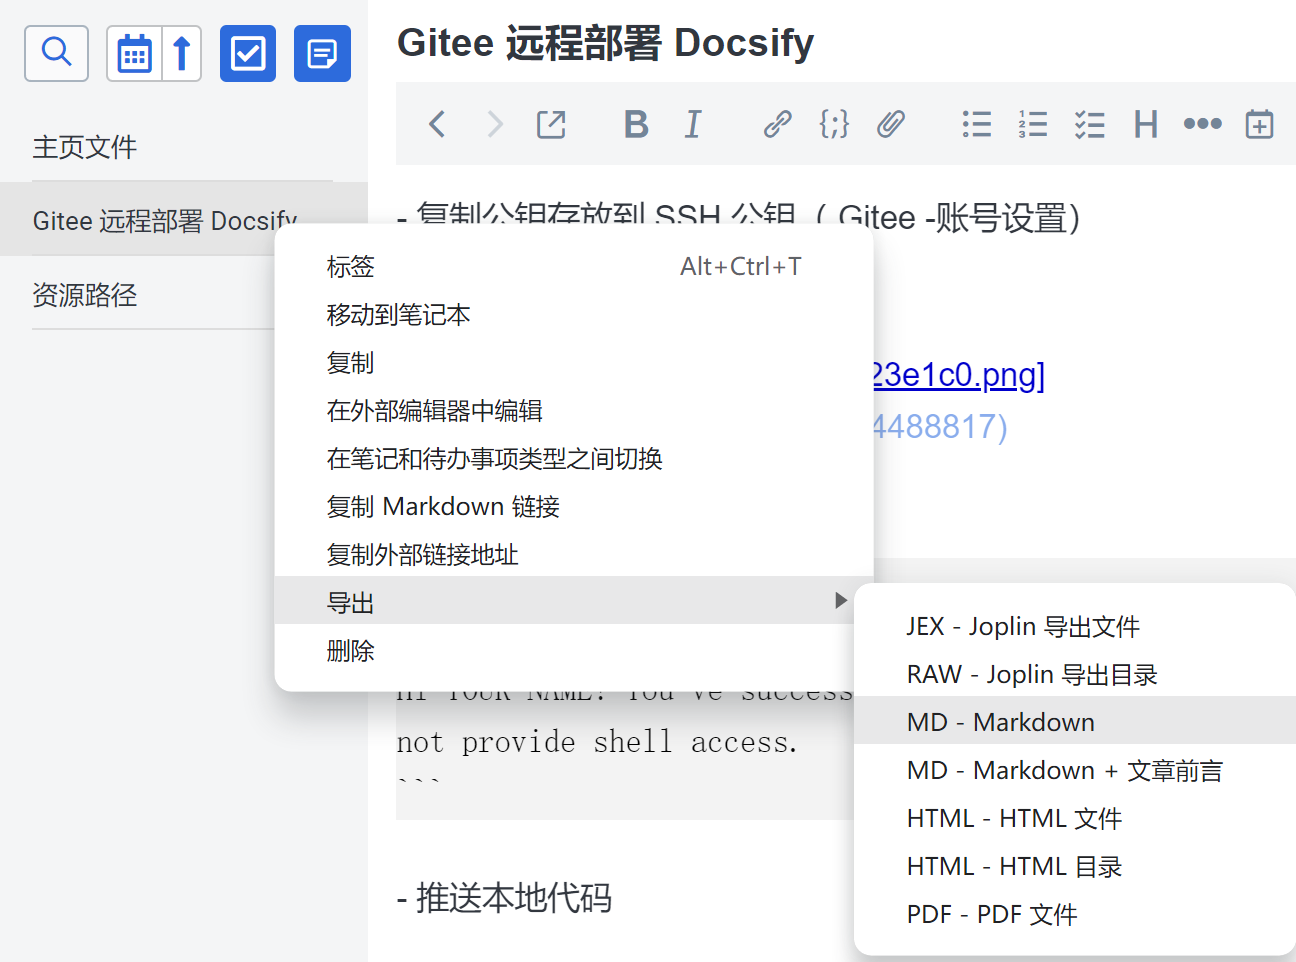 Gitee 远程部署 Docsify
主页文件
Gitee 远程部署 Docsify
资源路径
- 复制公钥存放到 SSH 公钥（ Gitee -账号设置）
标签 Alt+Ctrl+T
移动到笔记本
复制
23e1c0.png]
在外部编辑器中编辑
4488817)
在笔记和待办事项类型之间切换
复制 Markdown 链接
复制外部链接地址
导出
删除
JEX - Joplin 导出文件
RAW - Joplin 导出目录
MD - Markdown
MD - Markdown + 文章前言
HTML - HTML 文件
HTML - HTML 目录
PDF - PDF 文件
Hi YOUR NAME! You've success
not provide shell access.
```
- 推送本地代码